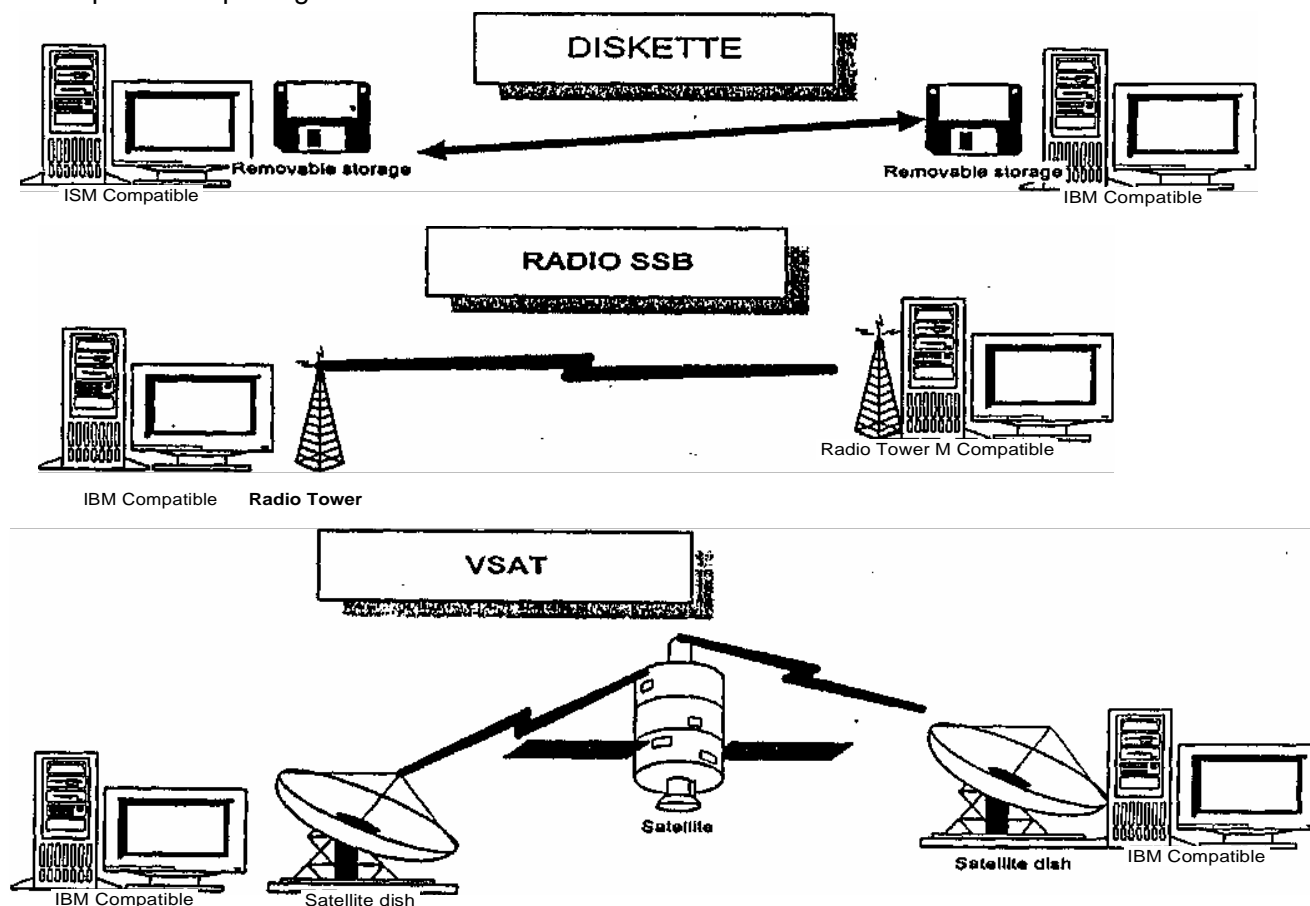 DISKETTE
Removable storage
Removable storage
ISM Compatible
IBM Compatible
RADIO SSB
Radio Tower M Compatible
IBM Compatible Radio Tower
VSAT
Satellite
Satellite dish
IBM Compatible
IBM Compatible
Satellite dish